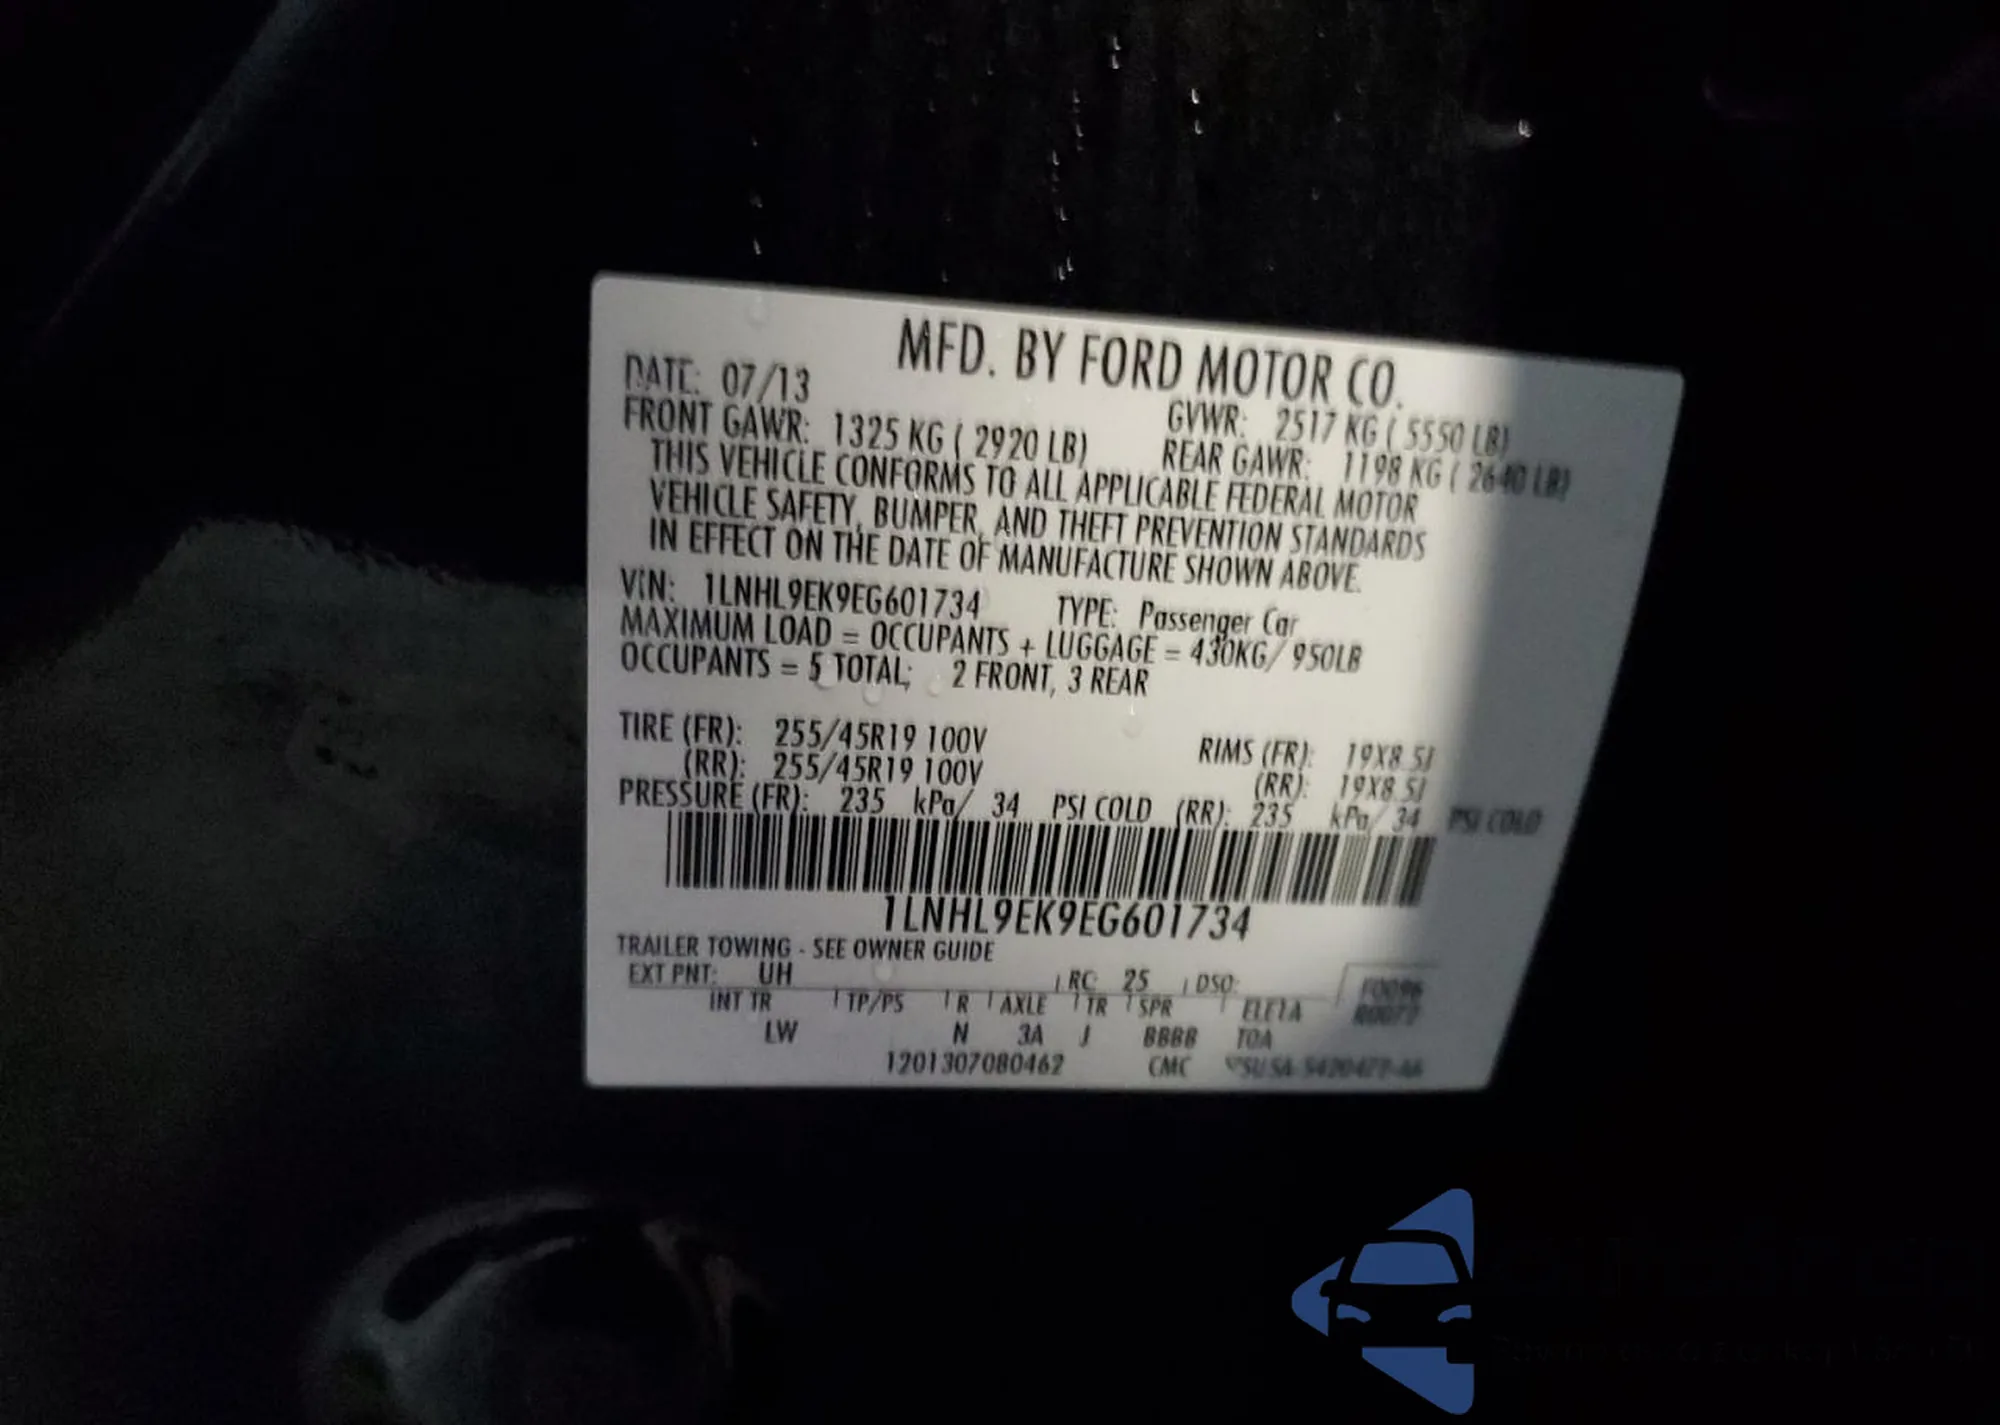 MFD. BY FORD MOTOR CO.
DATE: 07/13
GVWR: 2517 KG ( 5550 LB)
FRONT GAWR: 1325 KG ( 2920 LB)
REAR GAWR: 1198 KG ( 2640 LB)
THIS VEHICLE CONFORMS TO ALL APPLICABLE FEDERAL MOTOR
VEHICLE SAFETY, BUMPER, AND THEFT PREVENTION STANDARDS
IN EFFECT ON THE DATE OF MANUFACTURE SHOWN ABOVE.
VIN: 1LNHL9EK9EG601734 TYPE: Passenger Car
MAXIMUM LOAD = OCCUPANTS + LUGGAGE = 430KG/ 950LB
OCCUPANTS = 5 TOTAL; 2 FRONT, 3 REAR
TIRE (FR): 255/45R19 100V RIMS (FR): 19X8.5J
(RR): 255/45R19 100V (RR): 19X8.5J
PRESSURE (FR): 235 kPa/ 34 PSI COLD (RR): 235 kPa/ 34 PSI COLD
1LNHL9EK9EG601734
TRAILER TOWING - SEE OWNER GUIDE
EXT PNT: UH RC: 25 DSO: F0096
INT TR TP/PS R AXLE TR SPR R0077
LW N 3A J BBBB
1201307080462 CMC